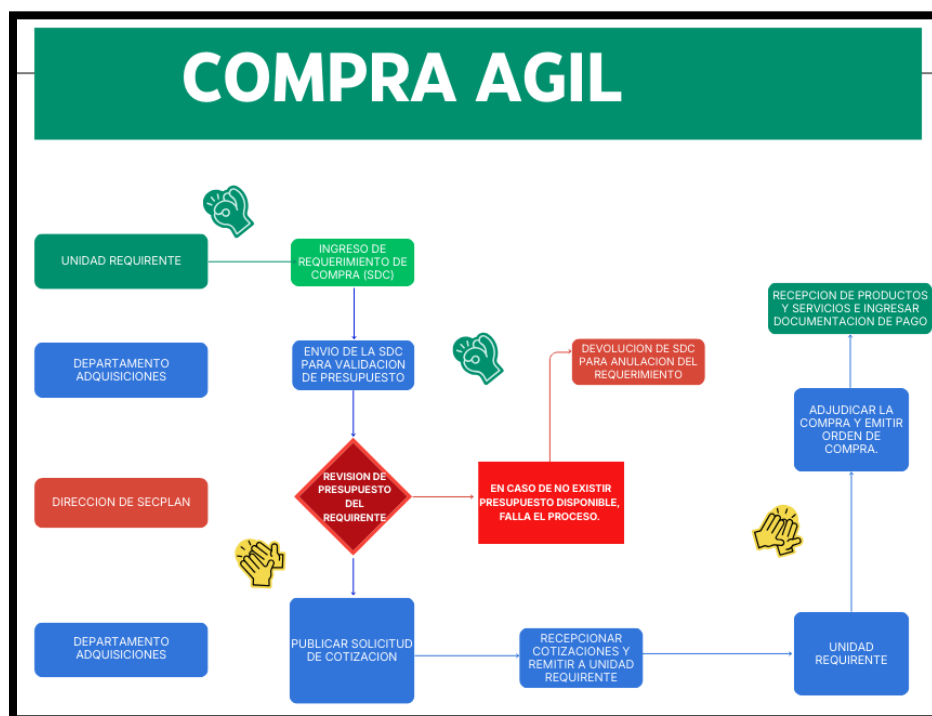 COMPRA AGIL
UNIDAD REQUIRENTE
INGRESO DE
REQUERIMIENTO DE
COMPRA (SDC)
RECEPCION DE PRODUCTOS
Y SERVICIOS E INGRESAR
DOCUMENTACION DE PAGO
DEPARTAMENTO
ADQUISICIONES
ENVIO DE LA SDC
PARA VALIDACION
DE PRESUPUESTO
DEVOLUCION DE SDC
PARA ANULACION DEL
REQUERIMIENTO
ADJUDICAR LA
COMPRA Y EMITIR
ORDEN DE
COMPRA.
DIRECCION DE SECPLAN
REVISION DE
PRESUPUESTO
DEL
REQUIRENTE
EN CASO DE NO EXISTIR
PRESUPUESTO DISPONIBLE,
FALLA EL PROCESO.
DEPARTAMENTO
ADQUISICIONES
PUBLICAR SOLICITUD
DE COTIZACION
RECEPCIONAR
COTIZACIONES Y
REMITIR A UNIDAD
REQUIRENTE
UNIDAD
REQUIRENTE